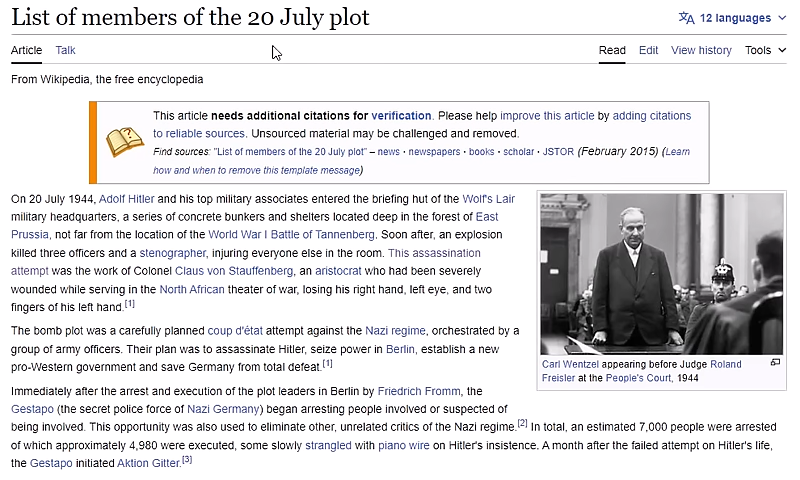 List of members of the 20 July plot
12 languages
Article Talk
Read Edit View history Tools
From Wikipedia, the free encyclopedia
This article needs additional citations for verification. Please help improve this article by adding citations
to reliable sources. Unsourced material may be challenged and removed.
Find sources: "List of members of the 20 July plot" – news · newspapers · books · scholar · JSTOR (February 2015) (Learn
how and when to remove this template message)
On 20 July 1944, Adolf Hitler and his top military associates entered the briefing hut of the Wolf's Lair
military headquarters, a series of concrete bunkers and shelters located deep in the forest of East
Prussia, not far from the location of the World War I Battle of Tannenberg. Soon after, an explosion
killed three officers and a stenographer, injuring everyone else in the room. This assassination
attempt was the work of Colonel Claus von Stauffenberg, an aristocrat who had been severely
wounded while serving in the North African theater of war, losing his right hand, left eye, and two
fingers of his left hand.[1]
The bomb plot was a carefully planned coup d'état attempt against the Nazi regime, orchestrated by a
group of army officers. Their plan was to assassinate Hitler, seize power in Berlin, establish a new
pro-Western government and save Germany from total defeat.[1]
Carl Wentzel appearing before Judge Roland
Freisler at the People's Court, 1944
Immediately after the arrest and execution of the plot leaders in Berlin by Friedrich Fromm, the
Gestapo (the secret police force of Nazi Germany) began arresting people involved or suspected of
being involved. This opportunity was also used to eliminate other, unrelated critics of the Nazi regime.[2] In total, an estimated 7,000 people were arrested
of which approximately 4,980 were executed, some slowly strangled with piano wire on Hitler's insistence. A month after the failed attempt on Hitler's life,
the Gestapo initiated Aktion Gitter.[3]